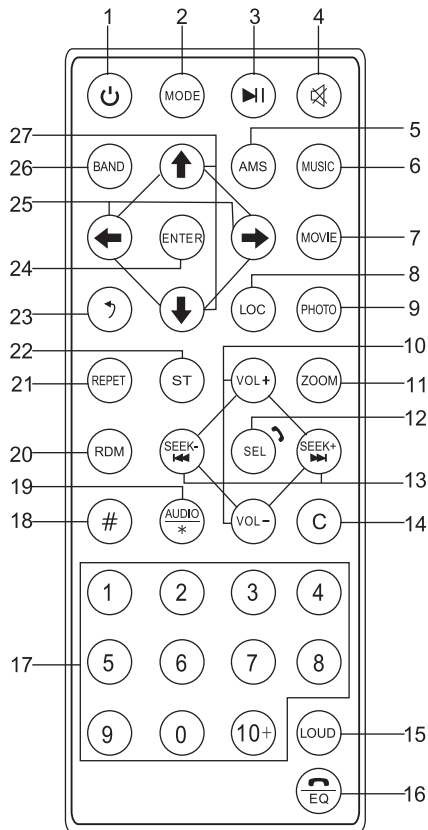 1 2 3 4
MODE
5
27
BAND AMS MUSIC
26 6
25
ENTER MOVIE 7
24
8
LOC PHOTO 9
23
22 10
REPET ST VOL+ ZOOM
21 11
12
RDM SEEK- SEL SEEK+
20
19 13
# AUDIO C
18 * VOL- 14
1 2 3 4
17 5 6 7 8
9 0 10+ LOUD 15
EQ 16